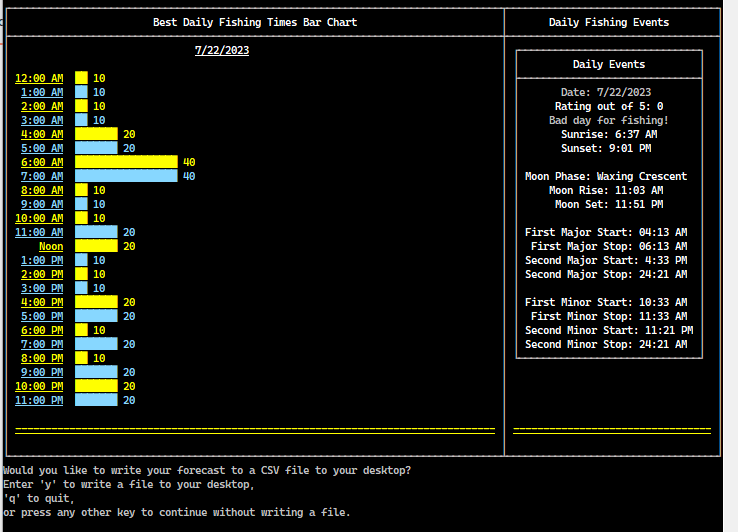 Best Daily Fishing Times Bar Chart
7/22/2023
12:00 AM 10
1:00 AM 10
2:00 AM 10
3:00 AM 10
4:00 AM 20
5:00 AM 20
6:00 AM 40
7:00 AM 40
8:00 AM 10
9:00 AM 10
10:00 AM 10
11:00 AM 20
Noon 20
1:00 PM 10
2:00 PM 10
3:00 PM 10
4:00 PM 20
5:00 PM 20
6:00 PM 10
7:00 PM 20
8:00 PM 10
9:00 PM 20
10:00 PM 20
11:00 PM 20
Daily Fishing Events
Daily Events
Date: 7/22/2023
Rating out of 5: 0
Bad day for fishing!
Sunrise: 6:37 AM
Sunset: 9:01 PM
Moon Phase: Waxing Crescent
Moon Rise: 11:03 AM
Moon Set: 11:51 PM
First Major Start: 04:13 AM
First Major Stop: 06:13 AM
Second Major Start: 4:33 PM
Second Major Stop: 24:21 AM
First Minor Start: 10:33 AM
First Minor Stop: 11:33 AM
Second Minor Start: 11:21 PM
Second Minor Stop: 24:21 AM
Would you like to write your forecast to a CSV file to your desktop?
Enter 'y' to write a file to your desktop,
'q' to quit,
or press any other key to continue without writing a file.